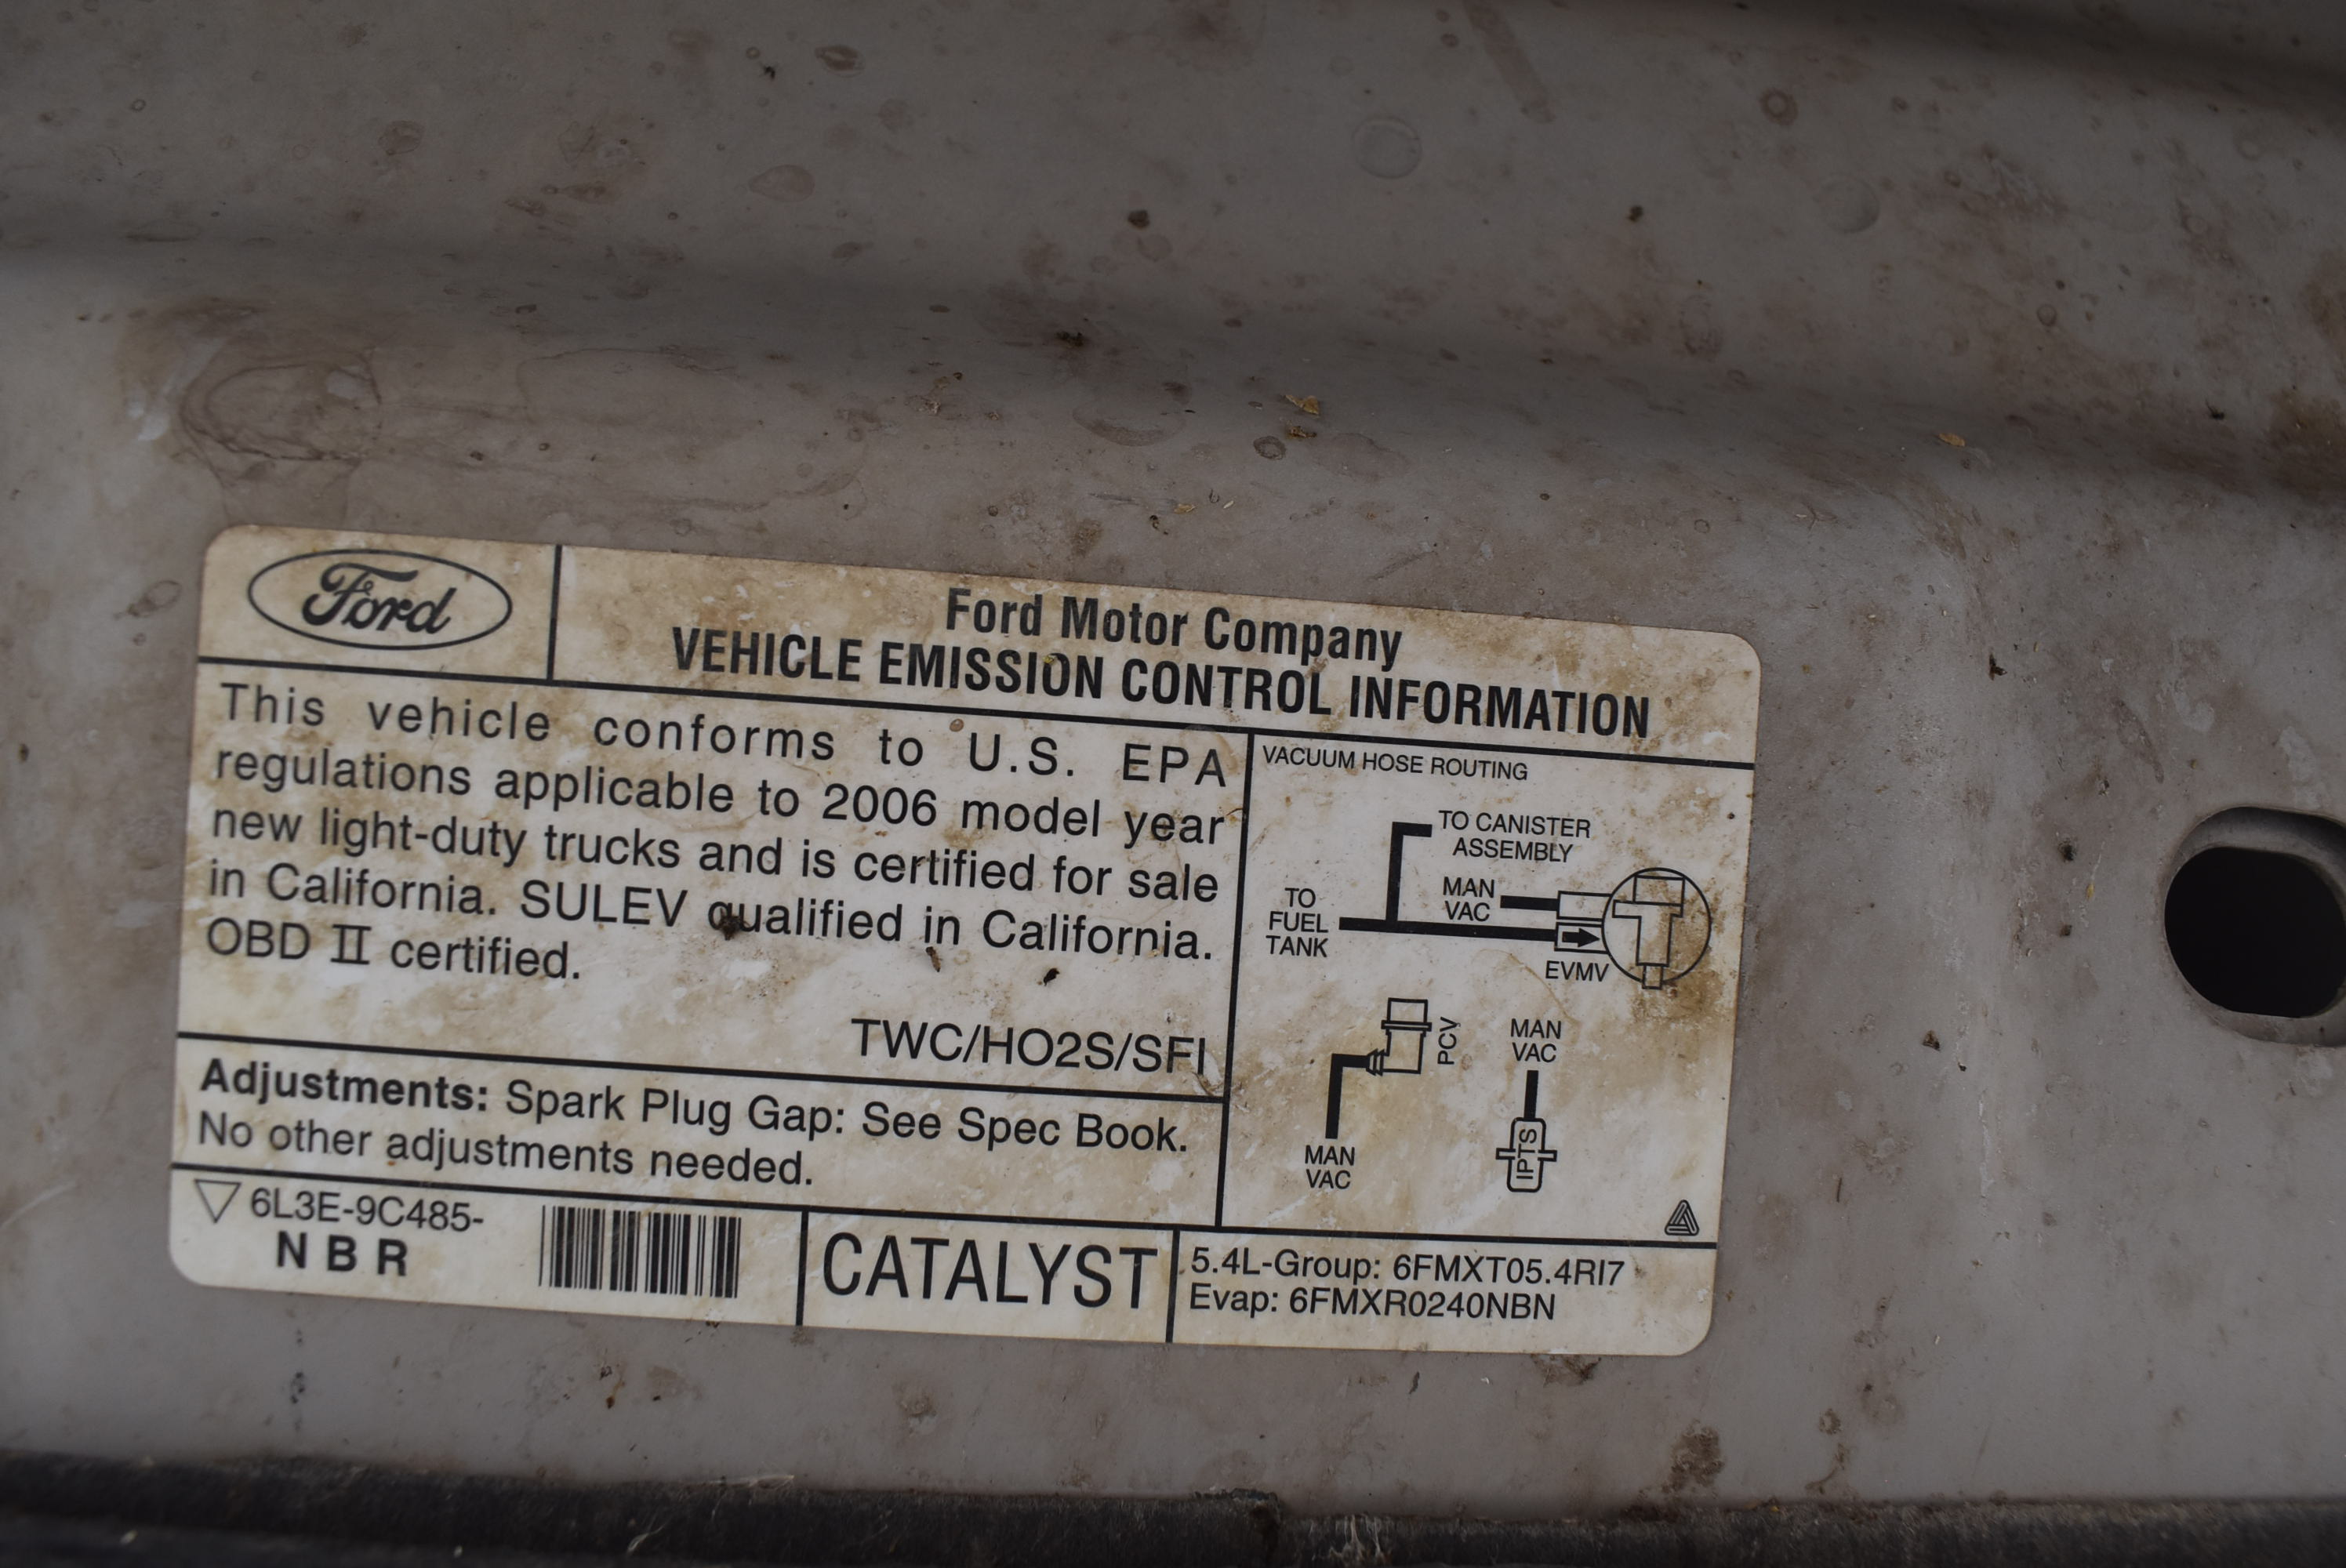 Ford
Ford Motor Company
VEHICLE EMISSION CONTROL INFORMATION
This vehicle conforms to U.S. EPA
regulations applicable to 2006 model year
new light-duty trucks and is certified for sale
in California. SULEV qualified in California.
OBD II certified.
TWC/HO2S/SFI
Adjustments: Spark Plug Gap: See Spec Book.
No other adjustments needed.
VACUUM HOSE ROUTING
TO CANISTER
ASSEMBLY
MAN
VAC
TO
FUEL
TANK
EVMV
PCV
MAN
VAC
MAN
VAC
IPTS
6L3E-9C485-
N B R
CATALYST
5.4L-Group: 6FMXT05.4RI7
Evap: 6FMXR0240NBN